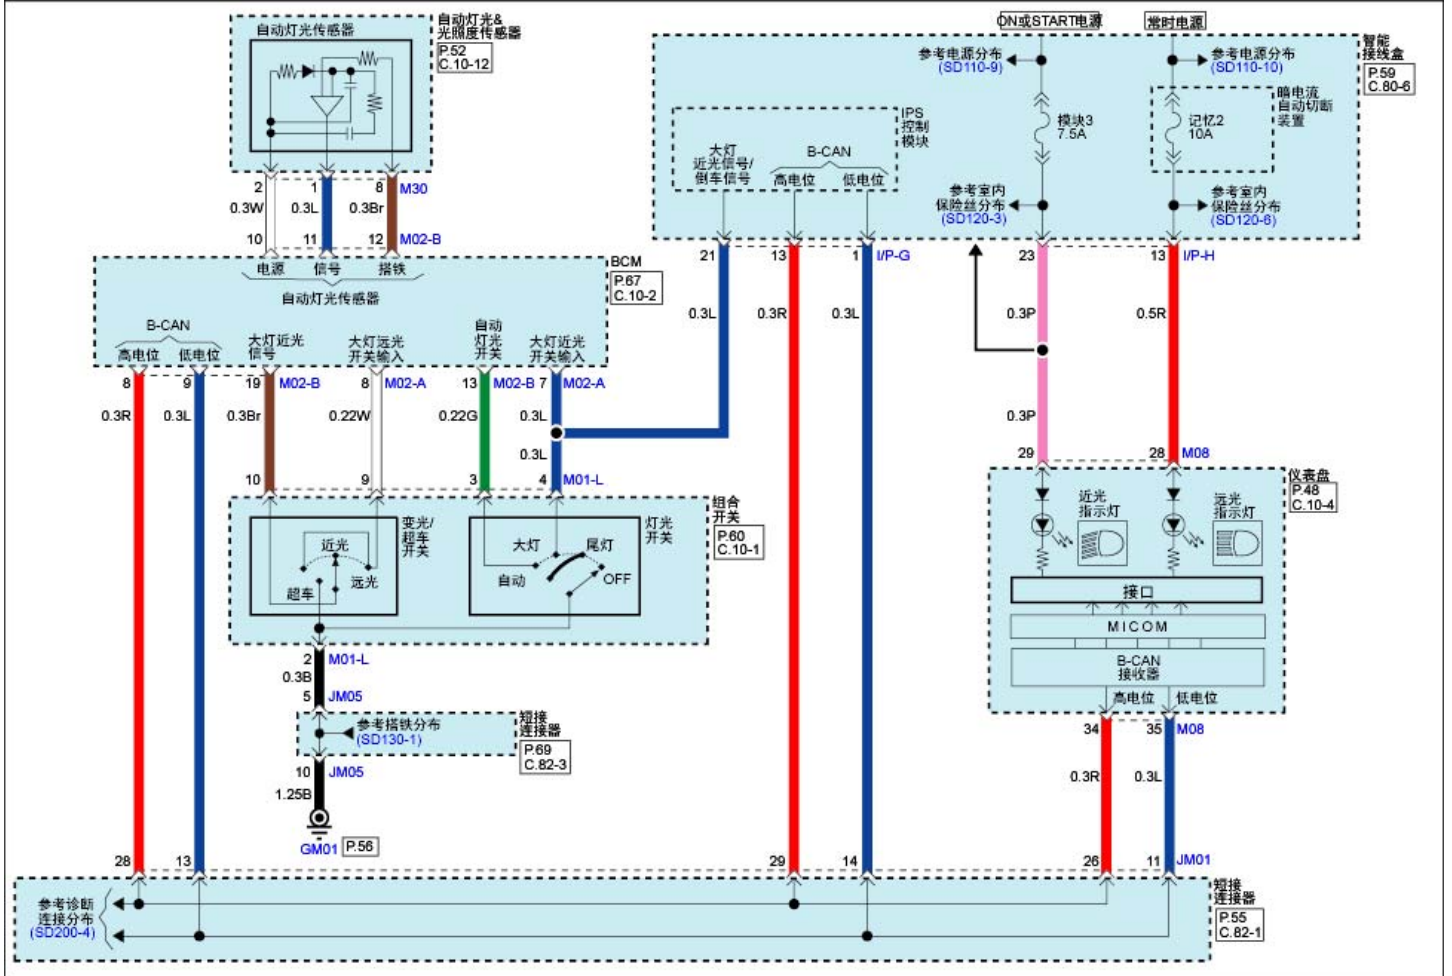 自动灯光&
光照度传感器
P.52
C.10-12
自动灯光传感器
2
1
8
M30
0.3W
0.3L
0.3Br
10
11
12
M02-B
电源
信号
搭铁
自动灯光传感器
BCM
P.67
C.10-2
B-CAN
高电位
低电位
大灯近光
信号
大灯远光
开关输入
自动
灯光
开关
大灯近光
开关输入
8
9
19
M02-B
8
M02-A
13
M02-B
7
M02-A
0.3R
0.3L
0.3Br
0.22W
0.22G
0.3L
0.3L
10
9
3
4
M01-L
组合
开关
P.60
C.10-1
变光/
超车
开关
近光
超车
远光
灯光
开关
大灯
尾灯
自动
OFF
2
M01-L
0.3B
5
JM05
参考搭铁分布
(SD130-1)
短接
连接器
P.69
C.82-3
10
JM05
1.25B
GM01
P.56
ON或START电源
常时电源
智能
接线盒
P.59
C.80-6
参考电源分布
(SD110-9)
参考电源分布
(SD110-10)
IPS
控制
模块
大灯
近光信号/
倒车信号
B-CAN
高电位
低电位
模块3
7.5A
记忆2
10A
暗电流
自动切断
装置
参考室内
保险丝分布
(SD120-3)
参考室内
保险丝分布
(SD120-6)
21
13
1
I/P-G
23
13
I/P-H
0.3L
0.3R
0.3L
0.3P
0.5R
0.3P
29
28
M08
仪表盘
P.48
C.10-4
近光
指示灯
远光
指示灯
接口
MICOM
B-CAN
接收器
高电位
低电位
34
35
M08
0.3R
0.3L
28
13
29
14
26
11
JM01
参考诊断
连接分布
(SD200-4)
短接
连接器
P.55
C.82-1